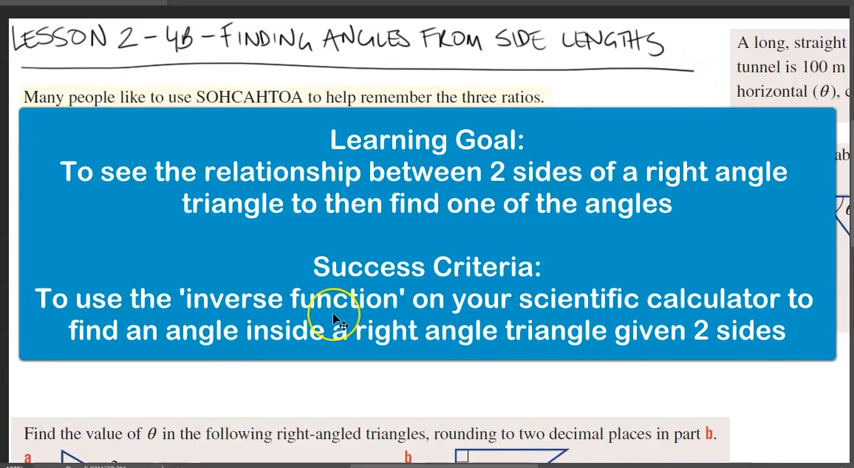 LESSON 2 - 4B - FINDING ANGLES FROM SIDE LENGTHS
A long, straight
tunnel is 100 m
horizontal (θ),
Many people like to use SOHCAHTOA to help remember the three ratios.
Learning Goal:
To see the relationship between 2 sides of a right angle
triangle to then find one of the angles
Success Criteria:
To use the 'inverse function' on your scientific calculator to
find an angle inside a right angle triangle given 2 sides
Find the value of θ in the following right-angled triangles, rounding to two decimal places in part b.
a
b